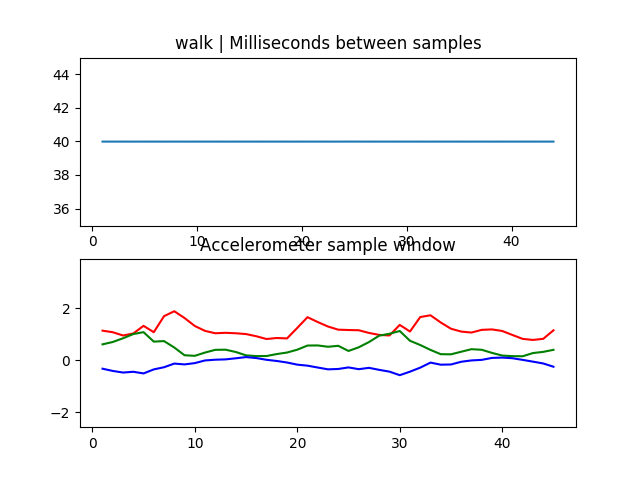 walk | Milliseconds between samples
44
42
40
38
36
0 10 20 30 40
Accelerometer sample window
2
0
−2
0 10 20 30 40